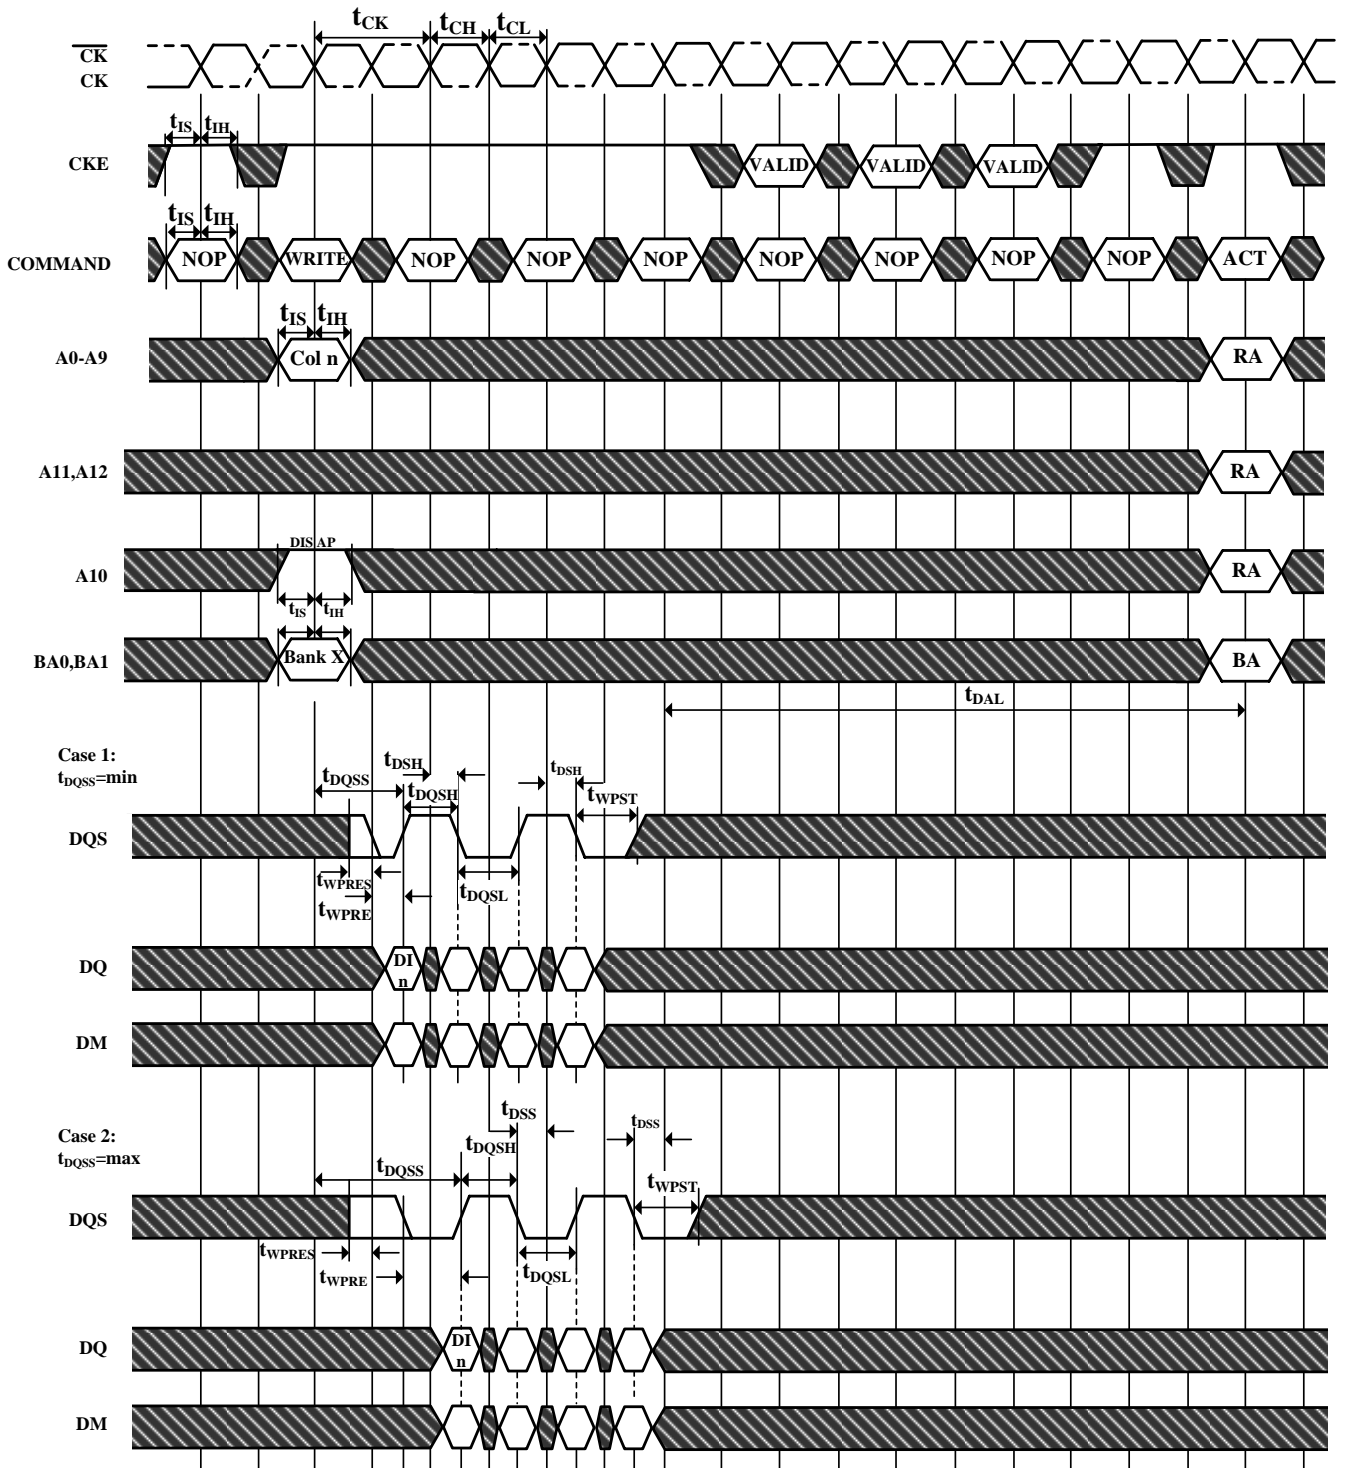 tCK tCH tCL
CK
CK
tIS tIH
CKE VALID VALID VALID
tIS tIH
COMMAND NOP WRITE NOP NOP NOP NOP NOP NOP NOP ACT
tIS tIH
A0-A9 Col n RA
A11,A12 RA
DIS AP
A10 RA
tIS tIH
BA0,BA1 Bank X BA
tDAL
Case 1:
tDQSS=min
tDSH tDSH
tDQSS tDQSH tWPST
DQS
tWPRES tDQSL
tWPRE
DQ DI
n
DM
Case 2:
tDQSS=max
tDSS tDSS
tDQSH
tDQSS tWPST
DQS
tWPRES
tWPRE tDQSL
DQ DI
n
DM